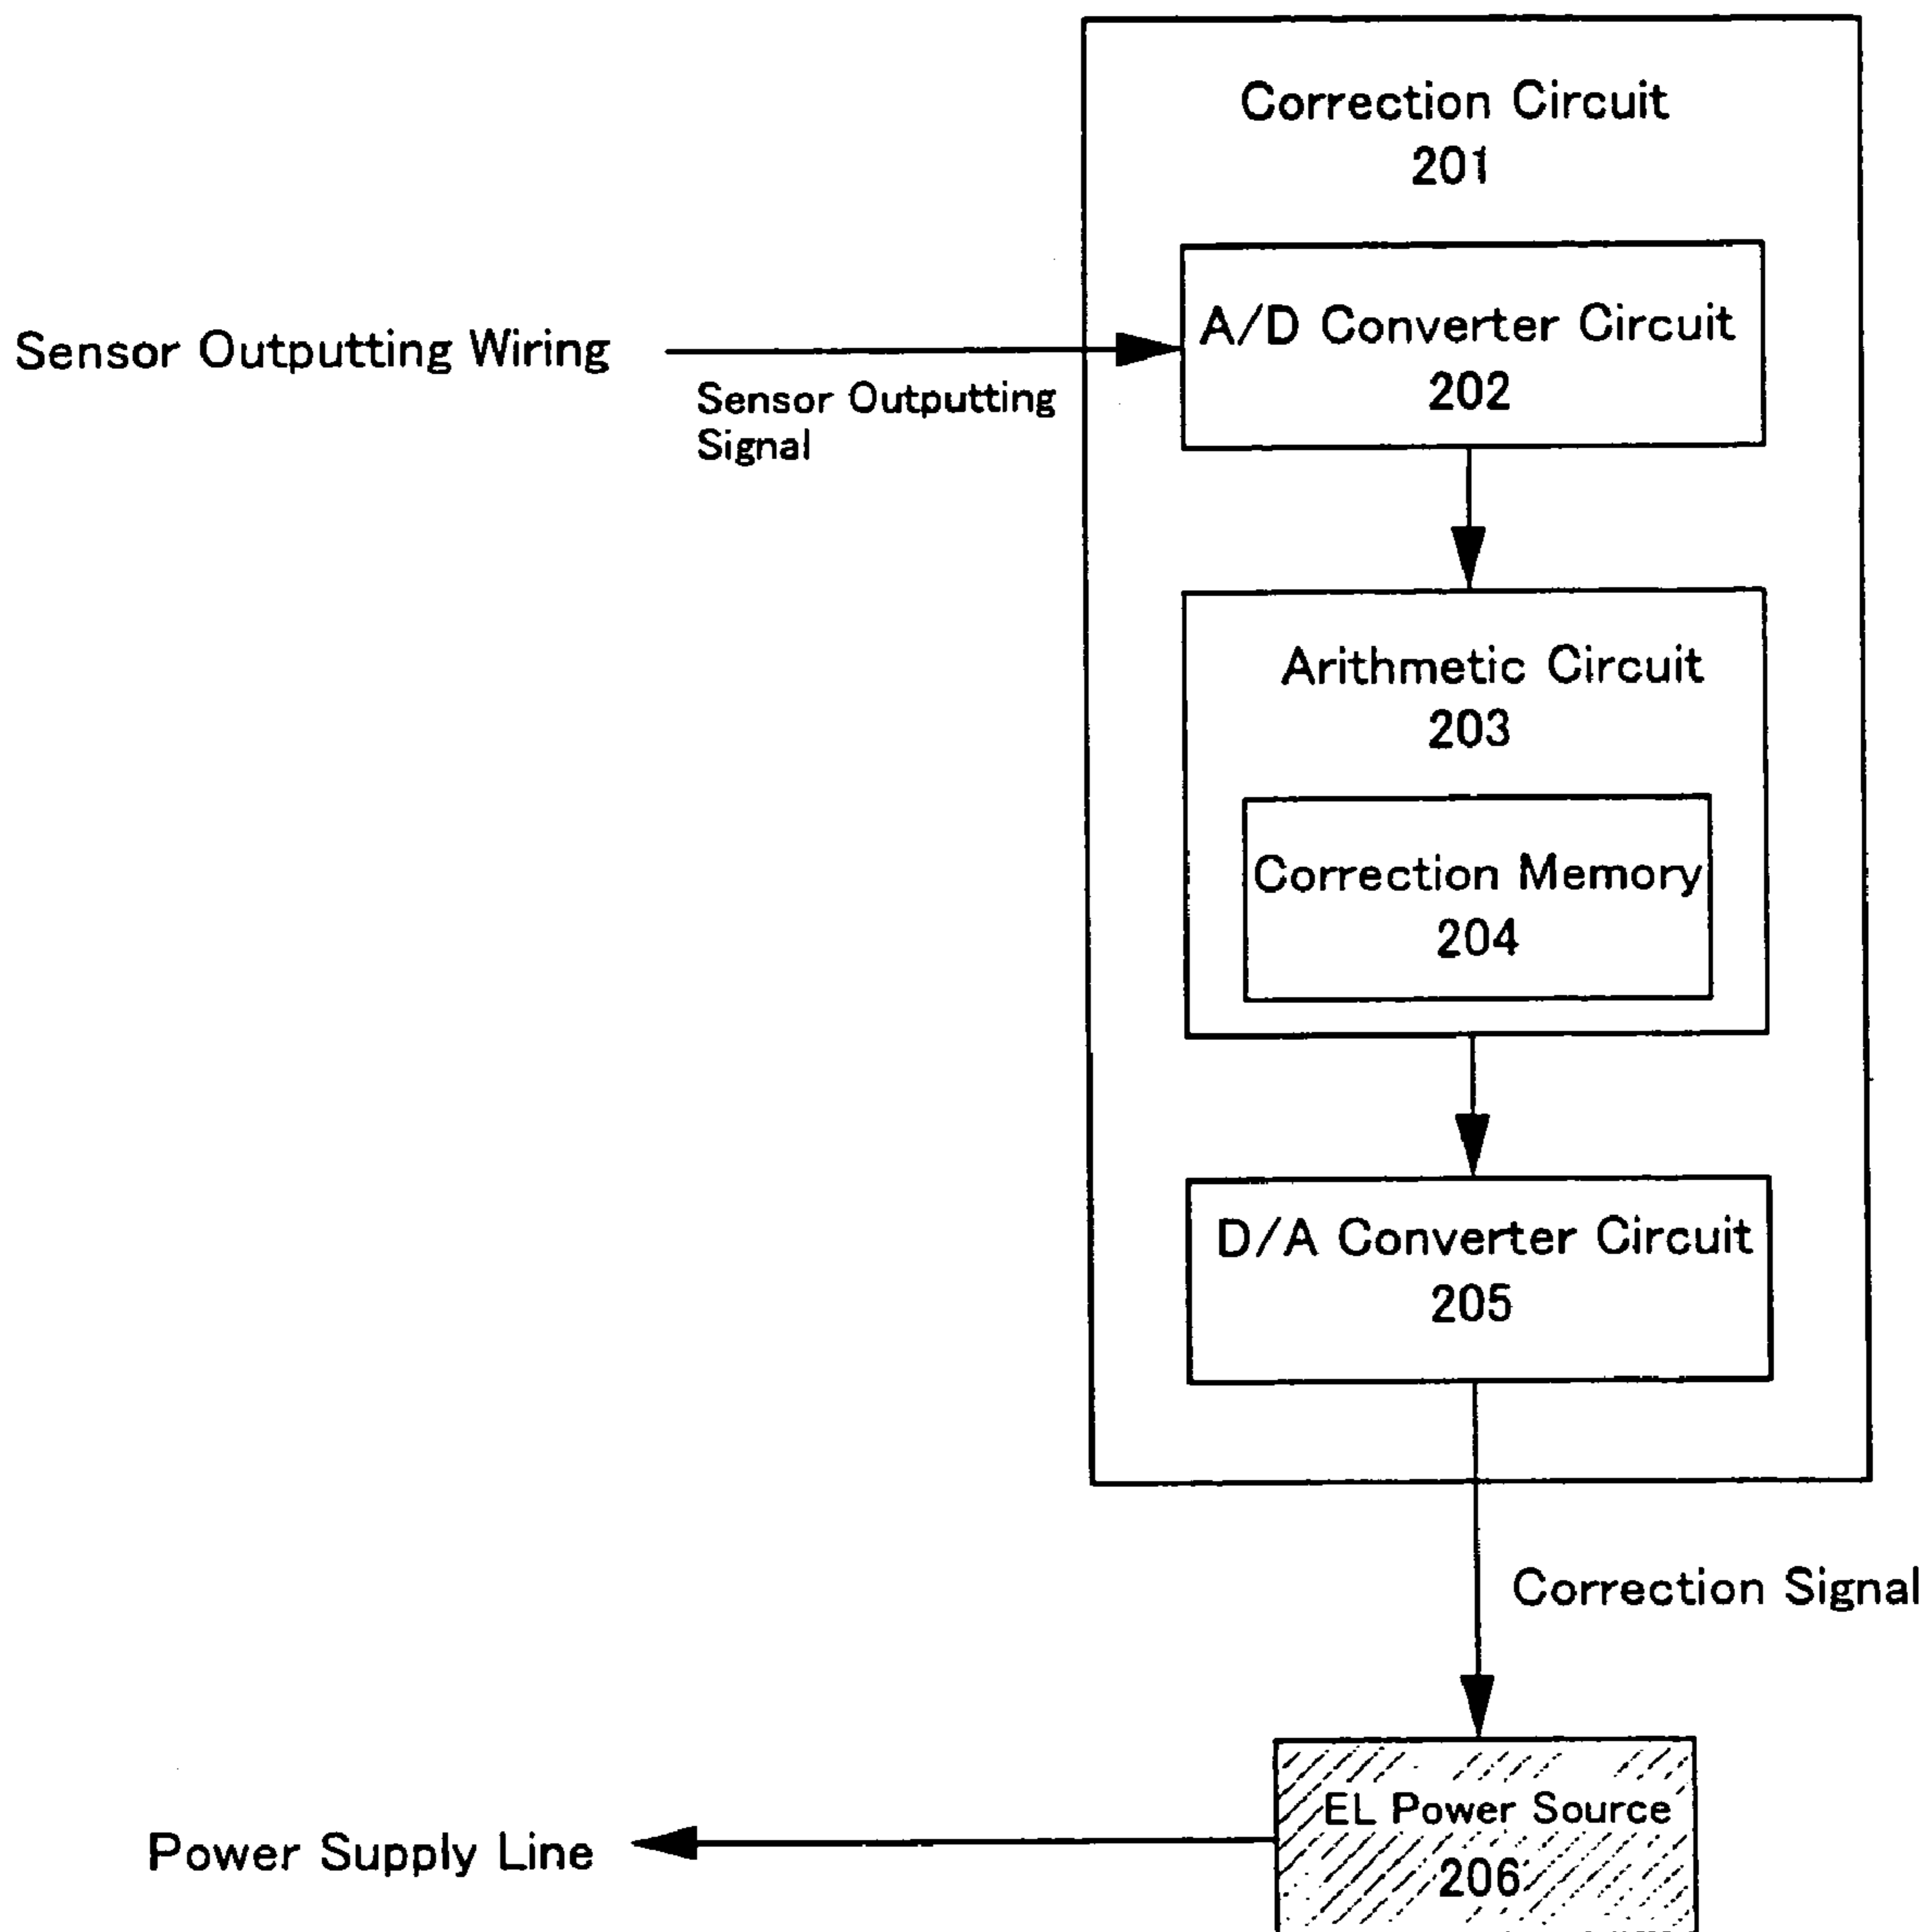 Correction Circuit
201
A/D Converter Circuit
202
Sensor Outputting Wiring
Sensor Outputting
Signal
Arithmetic Circuit
203
Correction Memory
204
D/A Converter Circuit
205
Correction Signal
EL Power Source
206
Power Supply Line